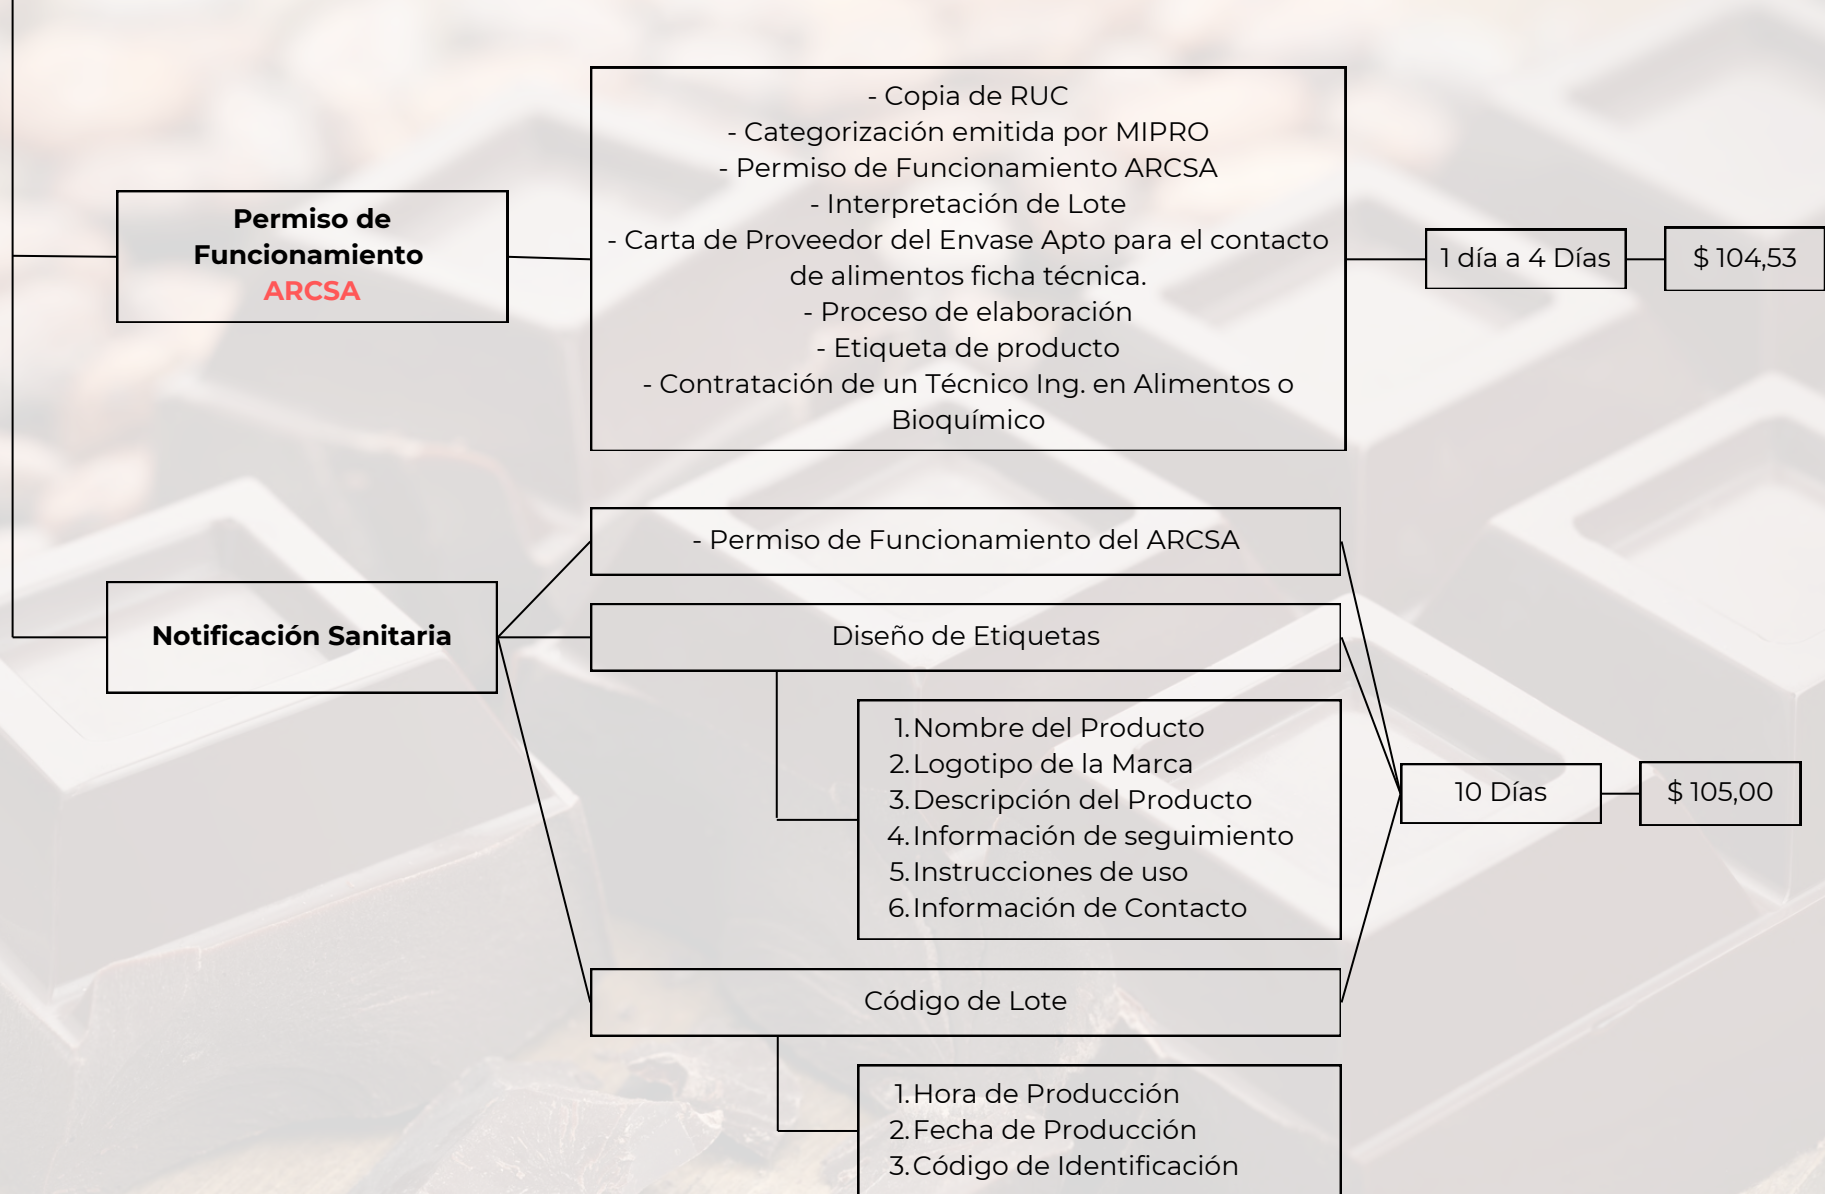 Permiso de
Funcionamiento
ARCSA
- Copia de RUC
- Categorización emitida por MIPRO
- Permiso de Funcionamiento ARCSA
- Interpretación de Lote
- Carta de Proveedor del Envase Apto para el contacto
de alimentos ficha técnica.
- Proceso de elaboración
- Etiqueta de producto
- Contratación de un Técnico Ing. en Alimentos o
Bioquímico
1 día a 4 Días
$ 104,53
Notificación Sanitaria
- Permiso de Funcionamiento del ARCSA
Diseño de Etiquetas
1. Nombre del Producto
2. Logotipo de la Marca
3. Descripción del Producto
4. Información de seguimiento
5. Instrucciones de uso
6. Información de Contacto
10 Días
$ 105,00
Código de Lote
1. Hora de Producción
2. Fecha de Producción
3. Código de Identificación